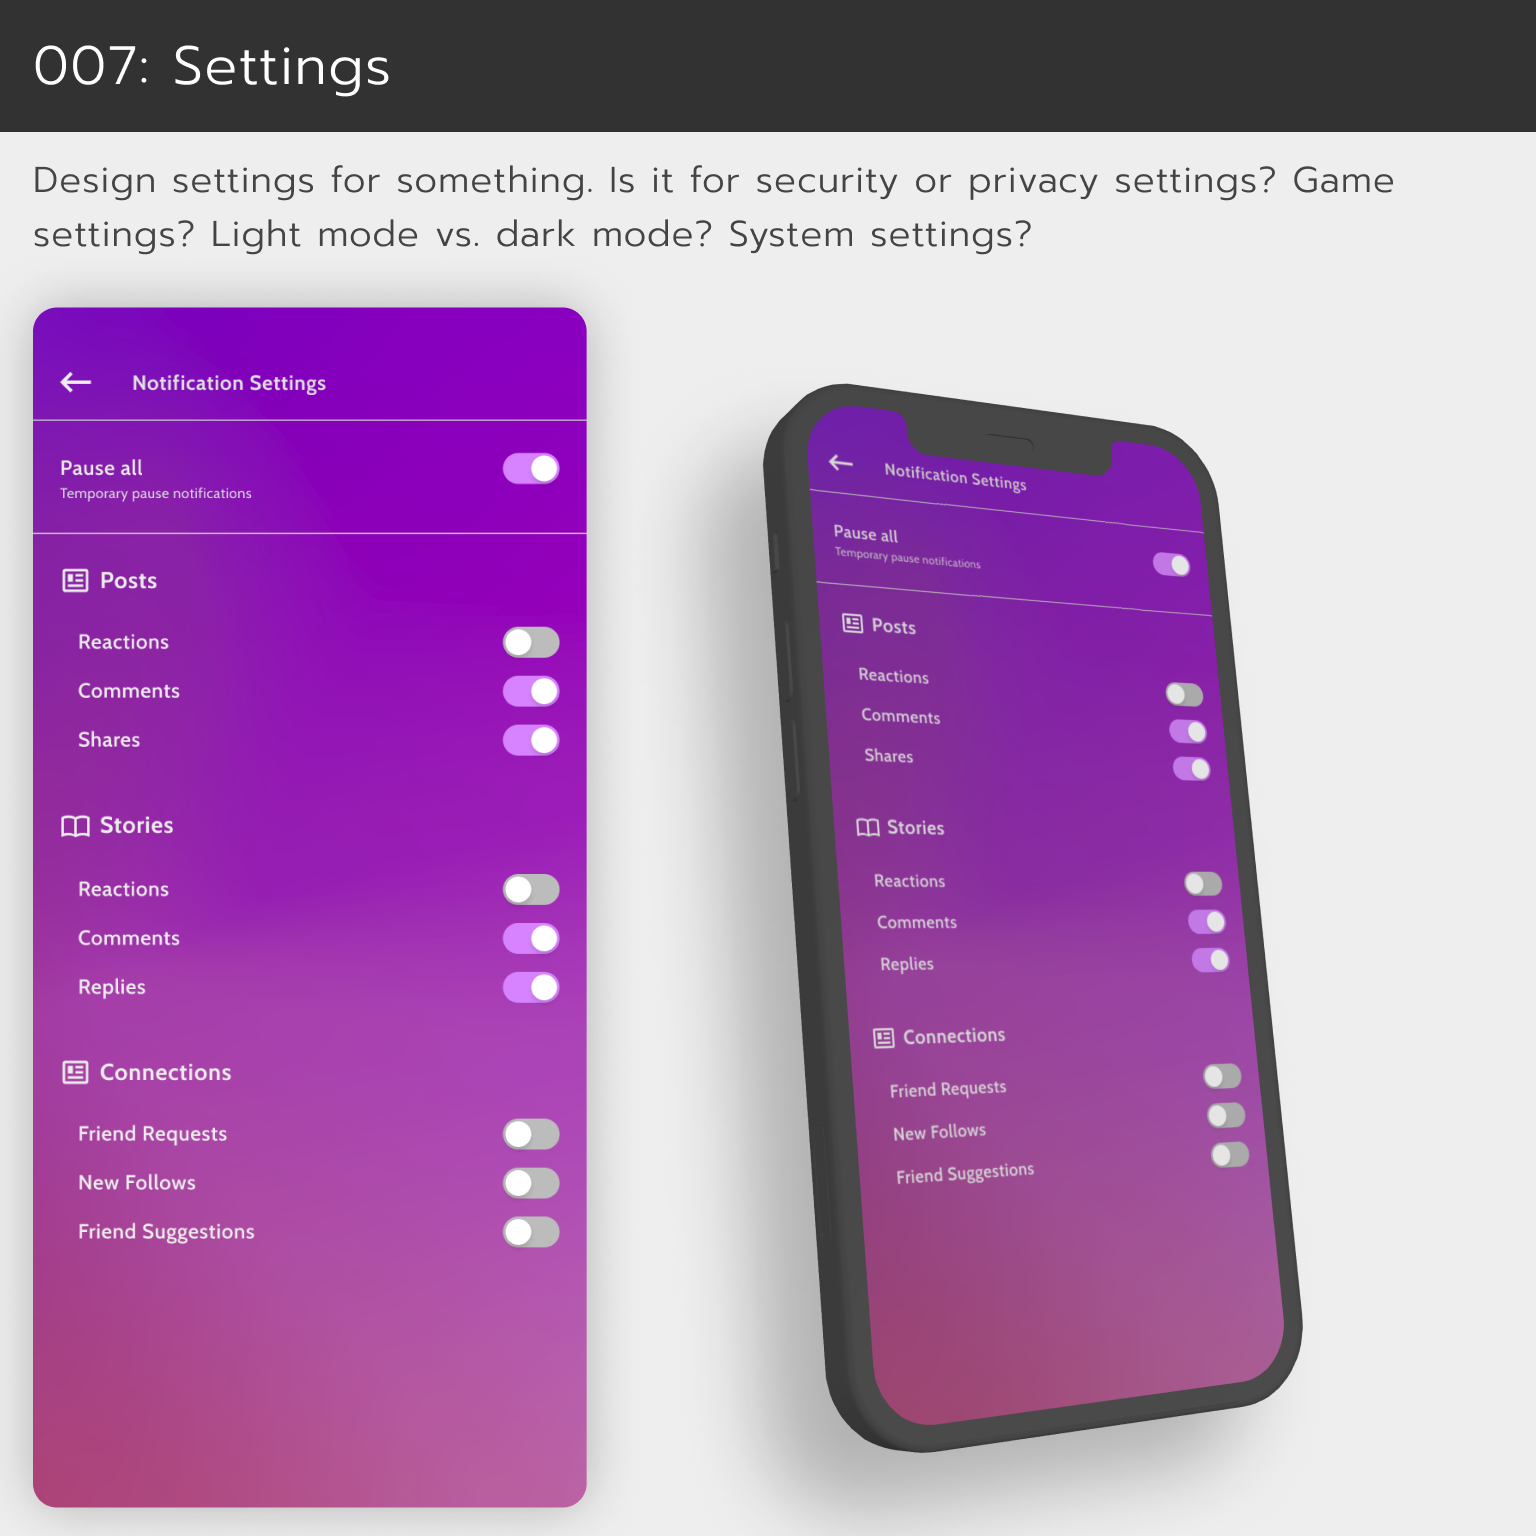 007: Settings
Design settings for something. Is it for security or privacy settings? Game
settings? Light mode vs. dark mode? System settings?
Notification Settings
Pause all
Temporary pause notifications
Posts
Reactions
Comments
Shares
Stories
Reactions
Comments
Replies
Connections
Friend Requests
New Follows
Friend Suggestions
Notification Settings
Pause all
Temporary pause notifications
Posts
Reactions
Comments
Shares
Stories
Reactions
Comments
Replies
Connections
Friend Requests
New Follows
Friend Suggestions